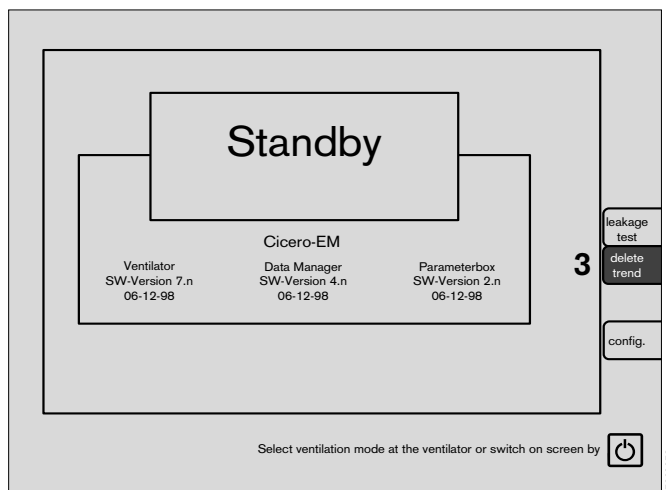 Standby
Cicero-EM
Ventilator
SW-Version 7.n
06-12-98
Data Manager
SW-Version 4.n
06-12-98
Parameterbox
SW-Version 2.n
06-12-98
leakage
test
3
delete
trend
config.
Select ventilation mode at the ventilator or switch on screen by